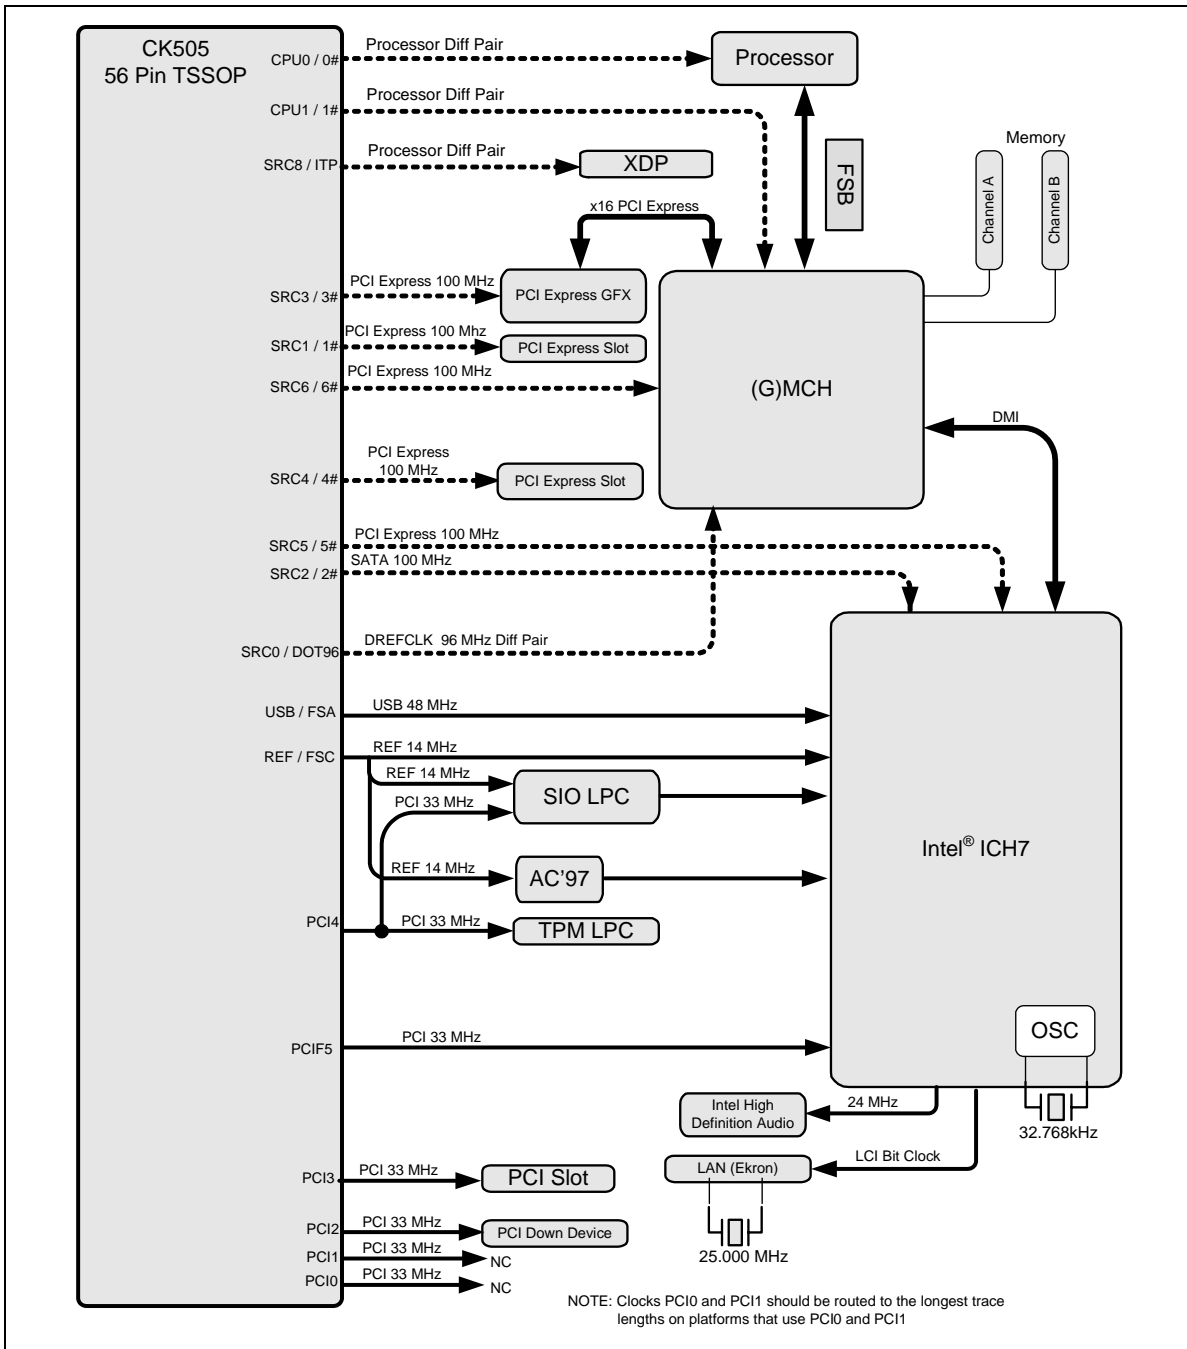 CK505
56 Pin TSSOP
CPU0 / 0#
Processor Diff Pair
Processor
CPU1 / 1#
Processor Diff Pair
SRC8 / ITP
Processor Diff Pair
XDP
FSB
Memory
Channel A
Channel B
x16 PCI Express
SRC3 / 3#
PCI Express 100 MHz
PCI Express GFX
SRC1 / 1#
PCI Express 100 Mhz
PCI Express Slot
SRC6 / 6#
PCI Express 100 MHz
(G)MCH
DMI
SRC4 / 4#
PCI Express
100 MHz
PCI Express Slot
SRC5 / 5#
PCI Express 100 MHz
SRC2 / 2#
SATA 100 MHz
SRC0 / DOT96
DREFCLK 96 MHz Diff Pair
USB / FSA
USB 48 MHz
REF / FSC
REF 14 MHz
REF 14 MHz
SIO LPC
PCI 33 MHz
Intel® ICH7
REF 14 MHz
AC’97
PCI4
PCI 33 MHz
TPM LPC
PCIF5
PCI 33 MHz
OSC
32.768kHz
Intel High
Definition Audio
24 MHz
LAN (Ekron)
LCI Bit Clock
25.000 MHz
PCI3
PCI 33 MHz
PCI Slot
PCI2
PCI 33 MHz
PCI Down Device
PCI1
PCI 33 MHz
NC
PCI0
PCI 33 MHz
NC
NOTE: Clocks PCI0 and PCI1 should be routed to the longest trace
lengths on platforms that use PCI0 and PCI1